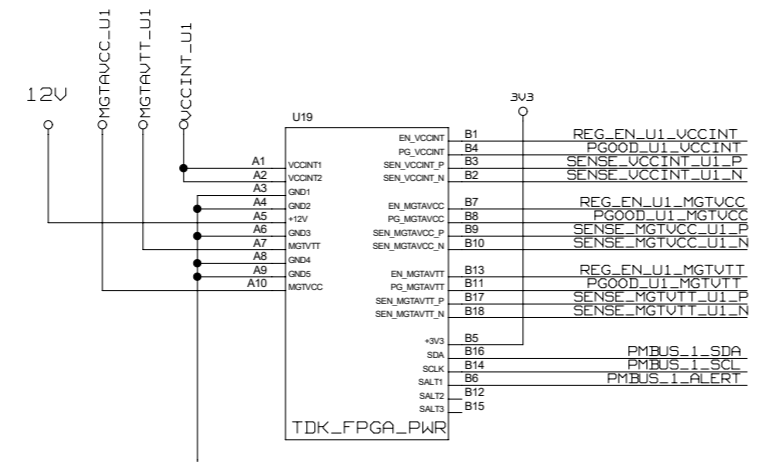 MGTAVCC_U1
MGTAVTT_U1
VCCINT_U1
12V
3V3
U19
A1 VCCINT1
A2 VCCINT2
A3 GND1
A4 GND2
A5 +12V
A6 GND3
A7 MGTVTT
A8 GND4
A9 GND5
A10 MGTVCC
EN_VCCINT B1 REG_EN_U1_VCCINT
PG_VCCINT B4 PGOOD_U1_VCCINT
SEN_VCCINT_P B3 SENSE_VCCINT_U1_P
SEN_VCCINT_N B2 SENSE_VCCINT_U1_N
EN_MGTAVCC B7 REG_EN_U1_MGTVCC
PG_MGTAVCC B8 PGOOD_U1_MGTVCC
SEN_MGTAVCC_P B9 SENSE_MGTVCC_U1_P
SEN_MGTAVCC_N B10 SENSE_MGTVCC_U1_N
EN_MGTAVTT B13 REG_EN_U1_MGTVTT
PG_MGTAVTT B11 PGOOD_U1_MGTVTT
SEN_MGTAVTT_P B17 SENSE_MGTVTT_U1_P
SEN_MGTAVTT_N B18 SENSE_MGTVTT_U1_N
+3V3 B5
SDA B16 PMBUS_1_SDA
SCLK B14 PMBUS_1_SCL
SALT1 B6 PMBUS_1_ALERT
SALT2 B12
SALT3 B15
TDK_FPGA_PWR